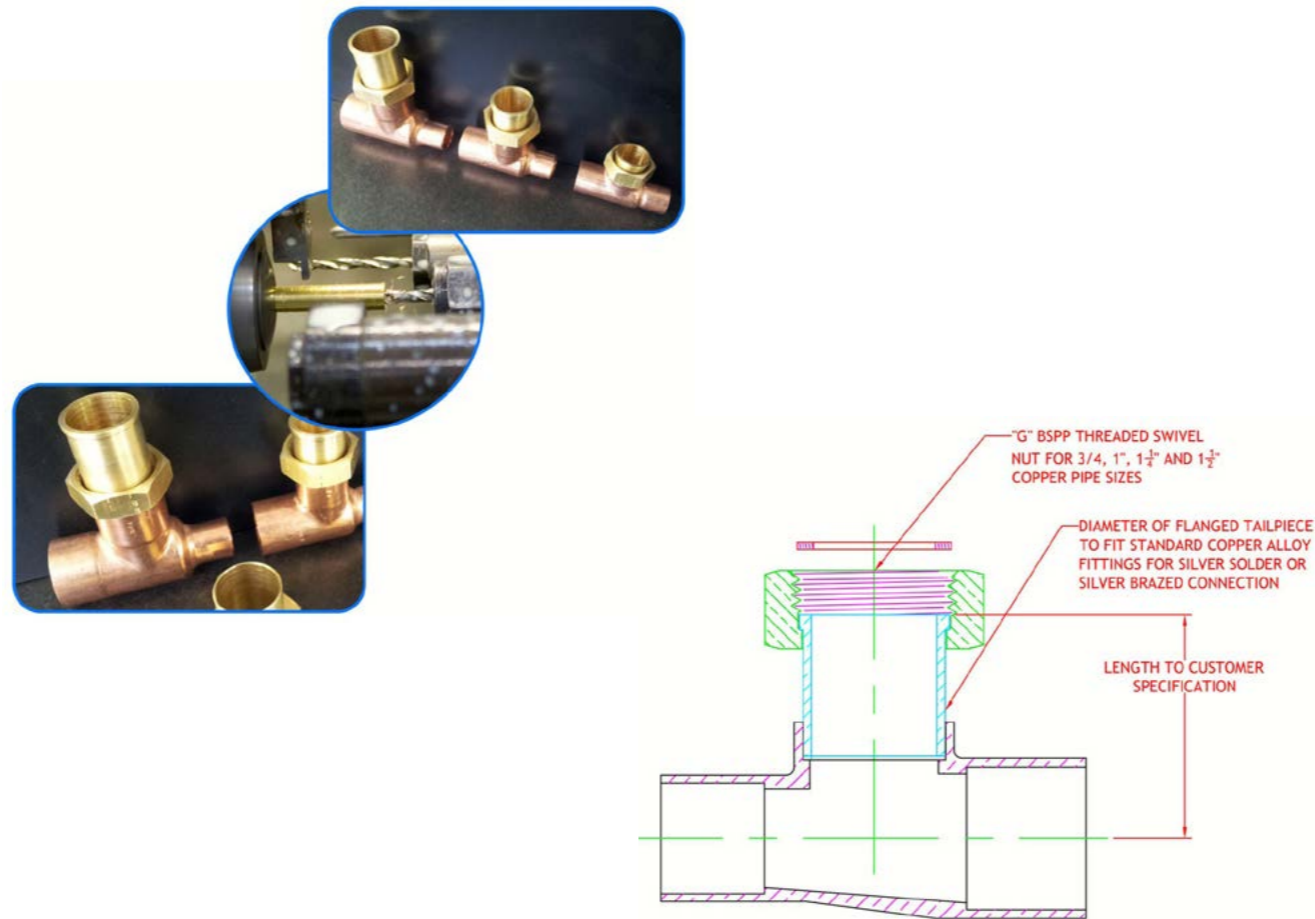 "G" BSPP THREADED SWIVEL
NUT FOR 3/4, 1", 1¼" AND 1½"
COPPER PIPE SIZES
DIAMETER OF FLANGED TAILPIECE
TO FIT STANDARD COPPER ALLOY
FITTINGS FOR SILVER SOLDER OR
SILVER BRAZED CONNECTION
LENGTH TO CUSTOMER
SPECIFICATION